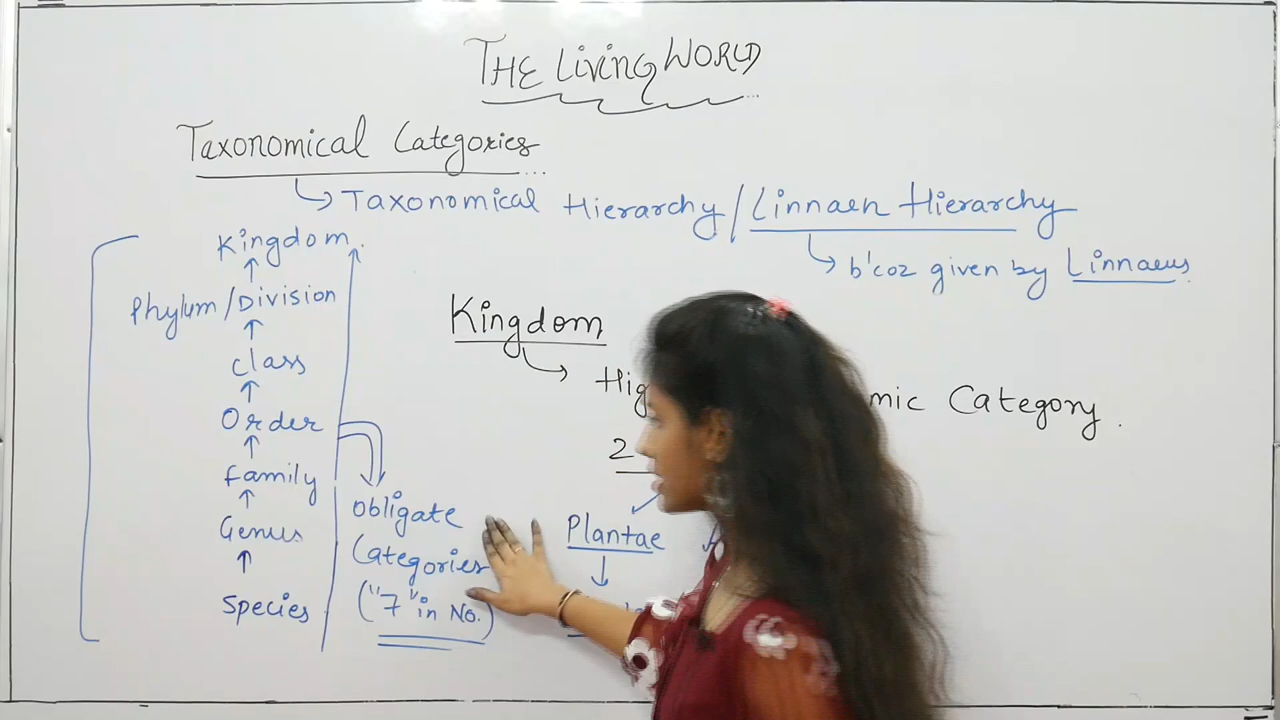 THE LIVING WORLD
Taxonomical Categories...
Taxonomical Hierarchy / Linnaen Hierarchy
b'coz given by Linnaeus.
Kingdom.
Phylum/Division
Class
Order
Family
Genus
Species
Obligate
Categories
("7" in No.)
Kingdom
Category.
2
Plantae